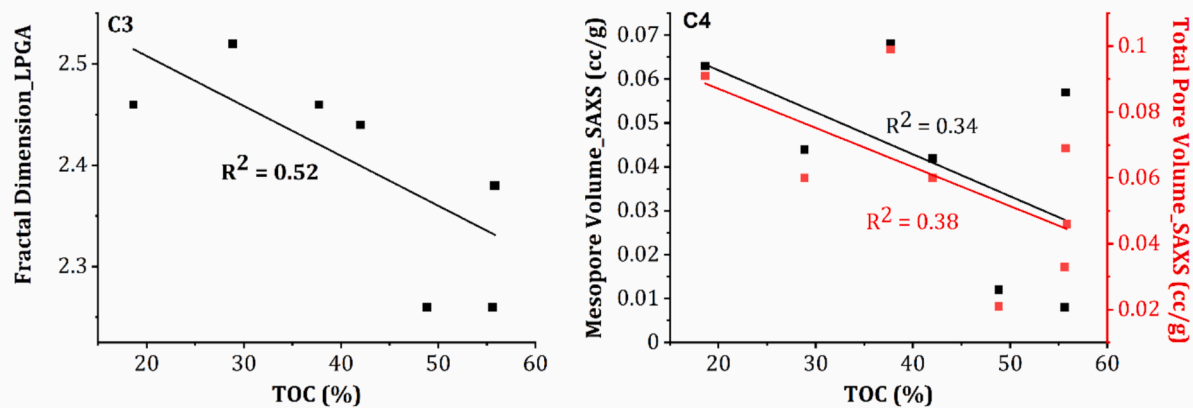 C3
Fractal Dimension_LPGA
2.5
2.4
2.3
R² = 0.52
20 30 40 50 60
TOC (%)
C4
Mesopore Volume_SAXS (cc/g)
0.07
0.06
0.05
0.04
0.03
0.02
0.01
0
R² = 0.34
R² = 0.38
20 30 40 50 60
TOC (%)
0.1
0.08
0.06
0.04
0.02
Total Pore Volume_SAXS (cc/g)